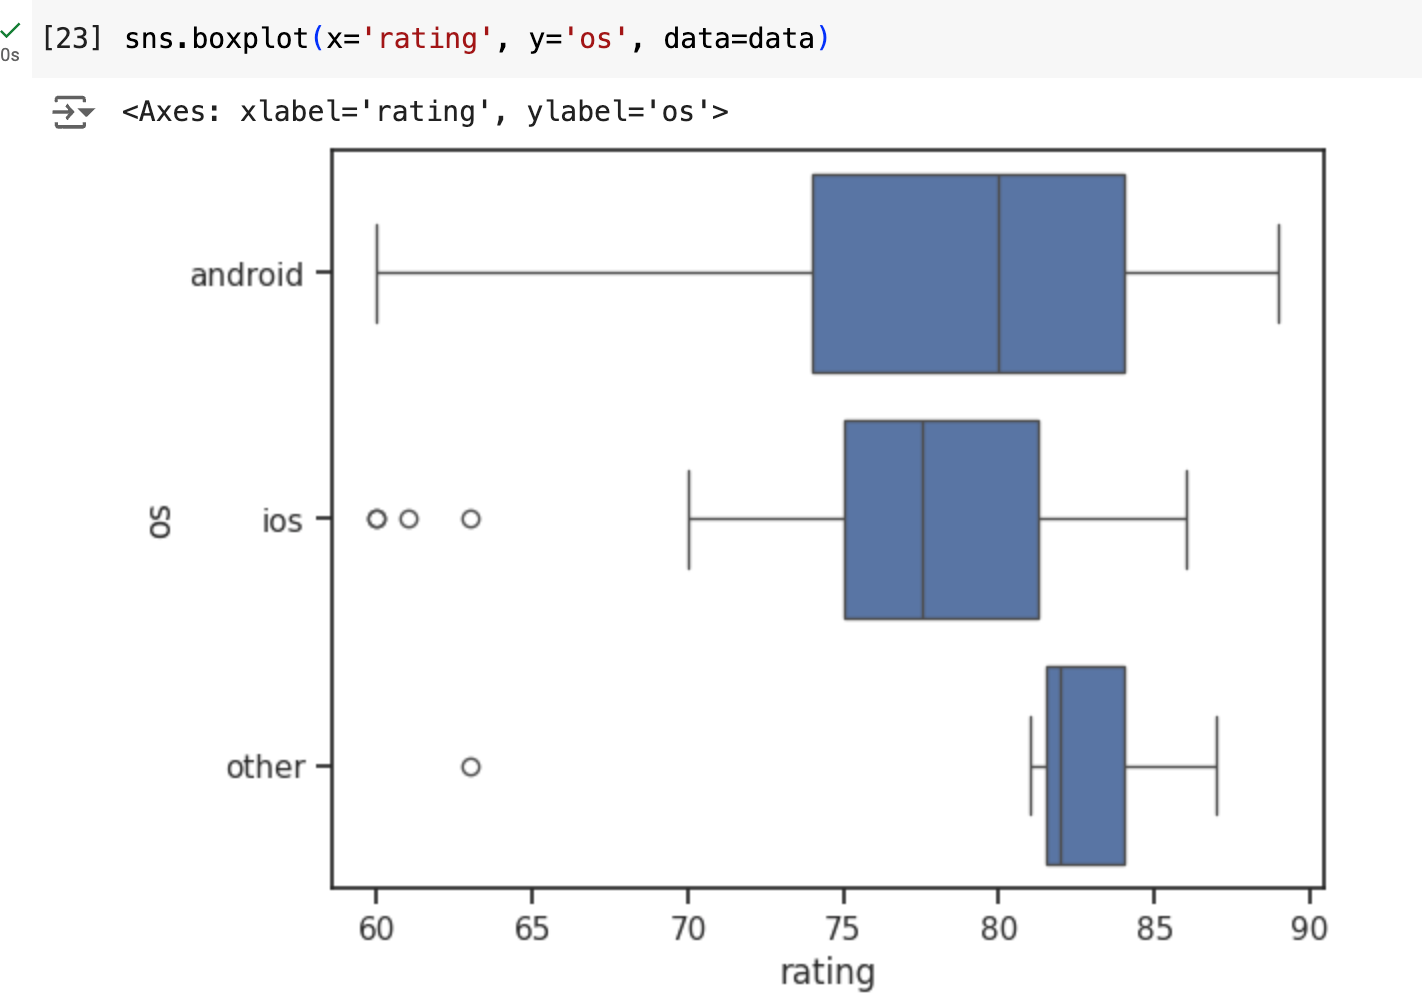 [23] sns.boxplot(x='rating', y='os', data=data)
0s
<Axes: xlabel='rating', ylabel='os'>
android
os
ios
other
60 65 70 75 80 85 90
rating